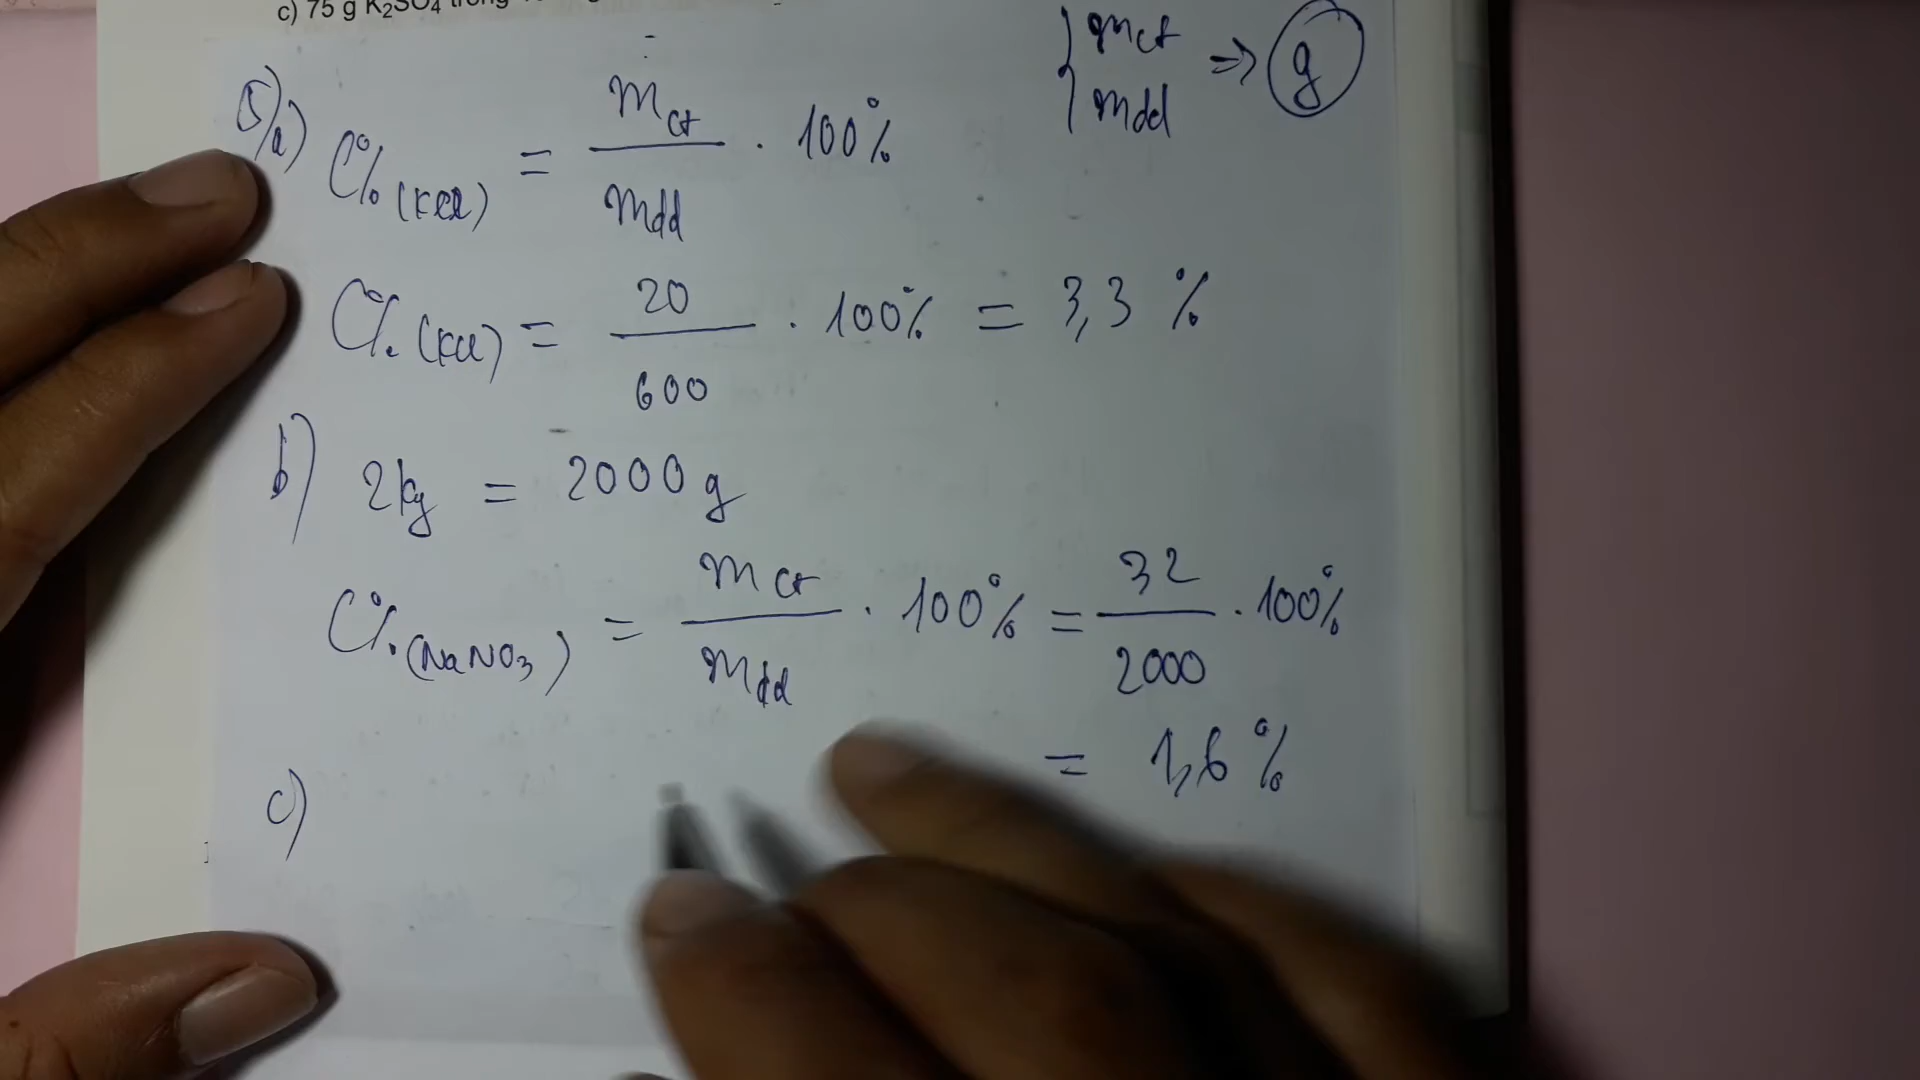 c) 75 g K₂SO₄ trong
mct
mdd ⇒ g
5/a) C%(KCl) = mct / mdd . 100%
C%(KCl) = 20 / 600 . 100% = 3,3 %
b) 2kg = 2000g
C%(NaNO₃) = mct / mdd . 100% = 32 / 2000 . 100%
= 1,6 %
c)